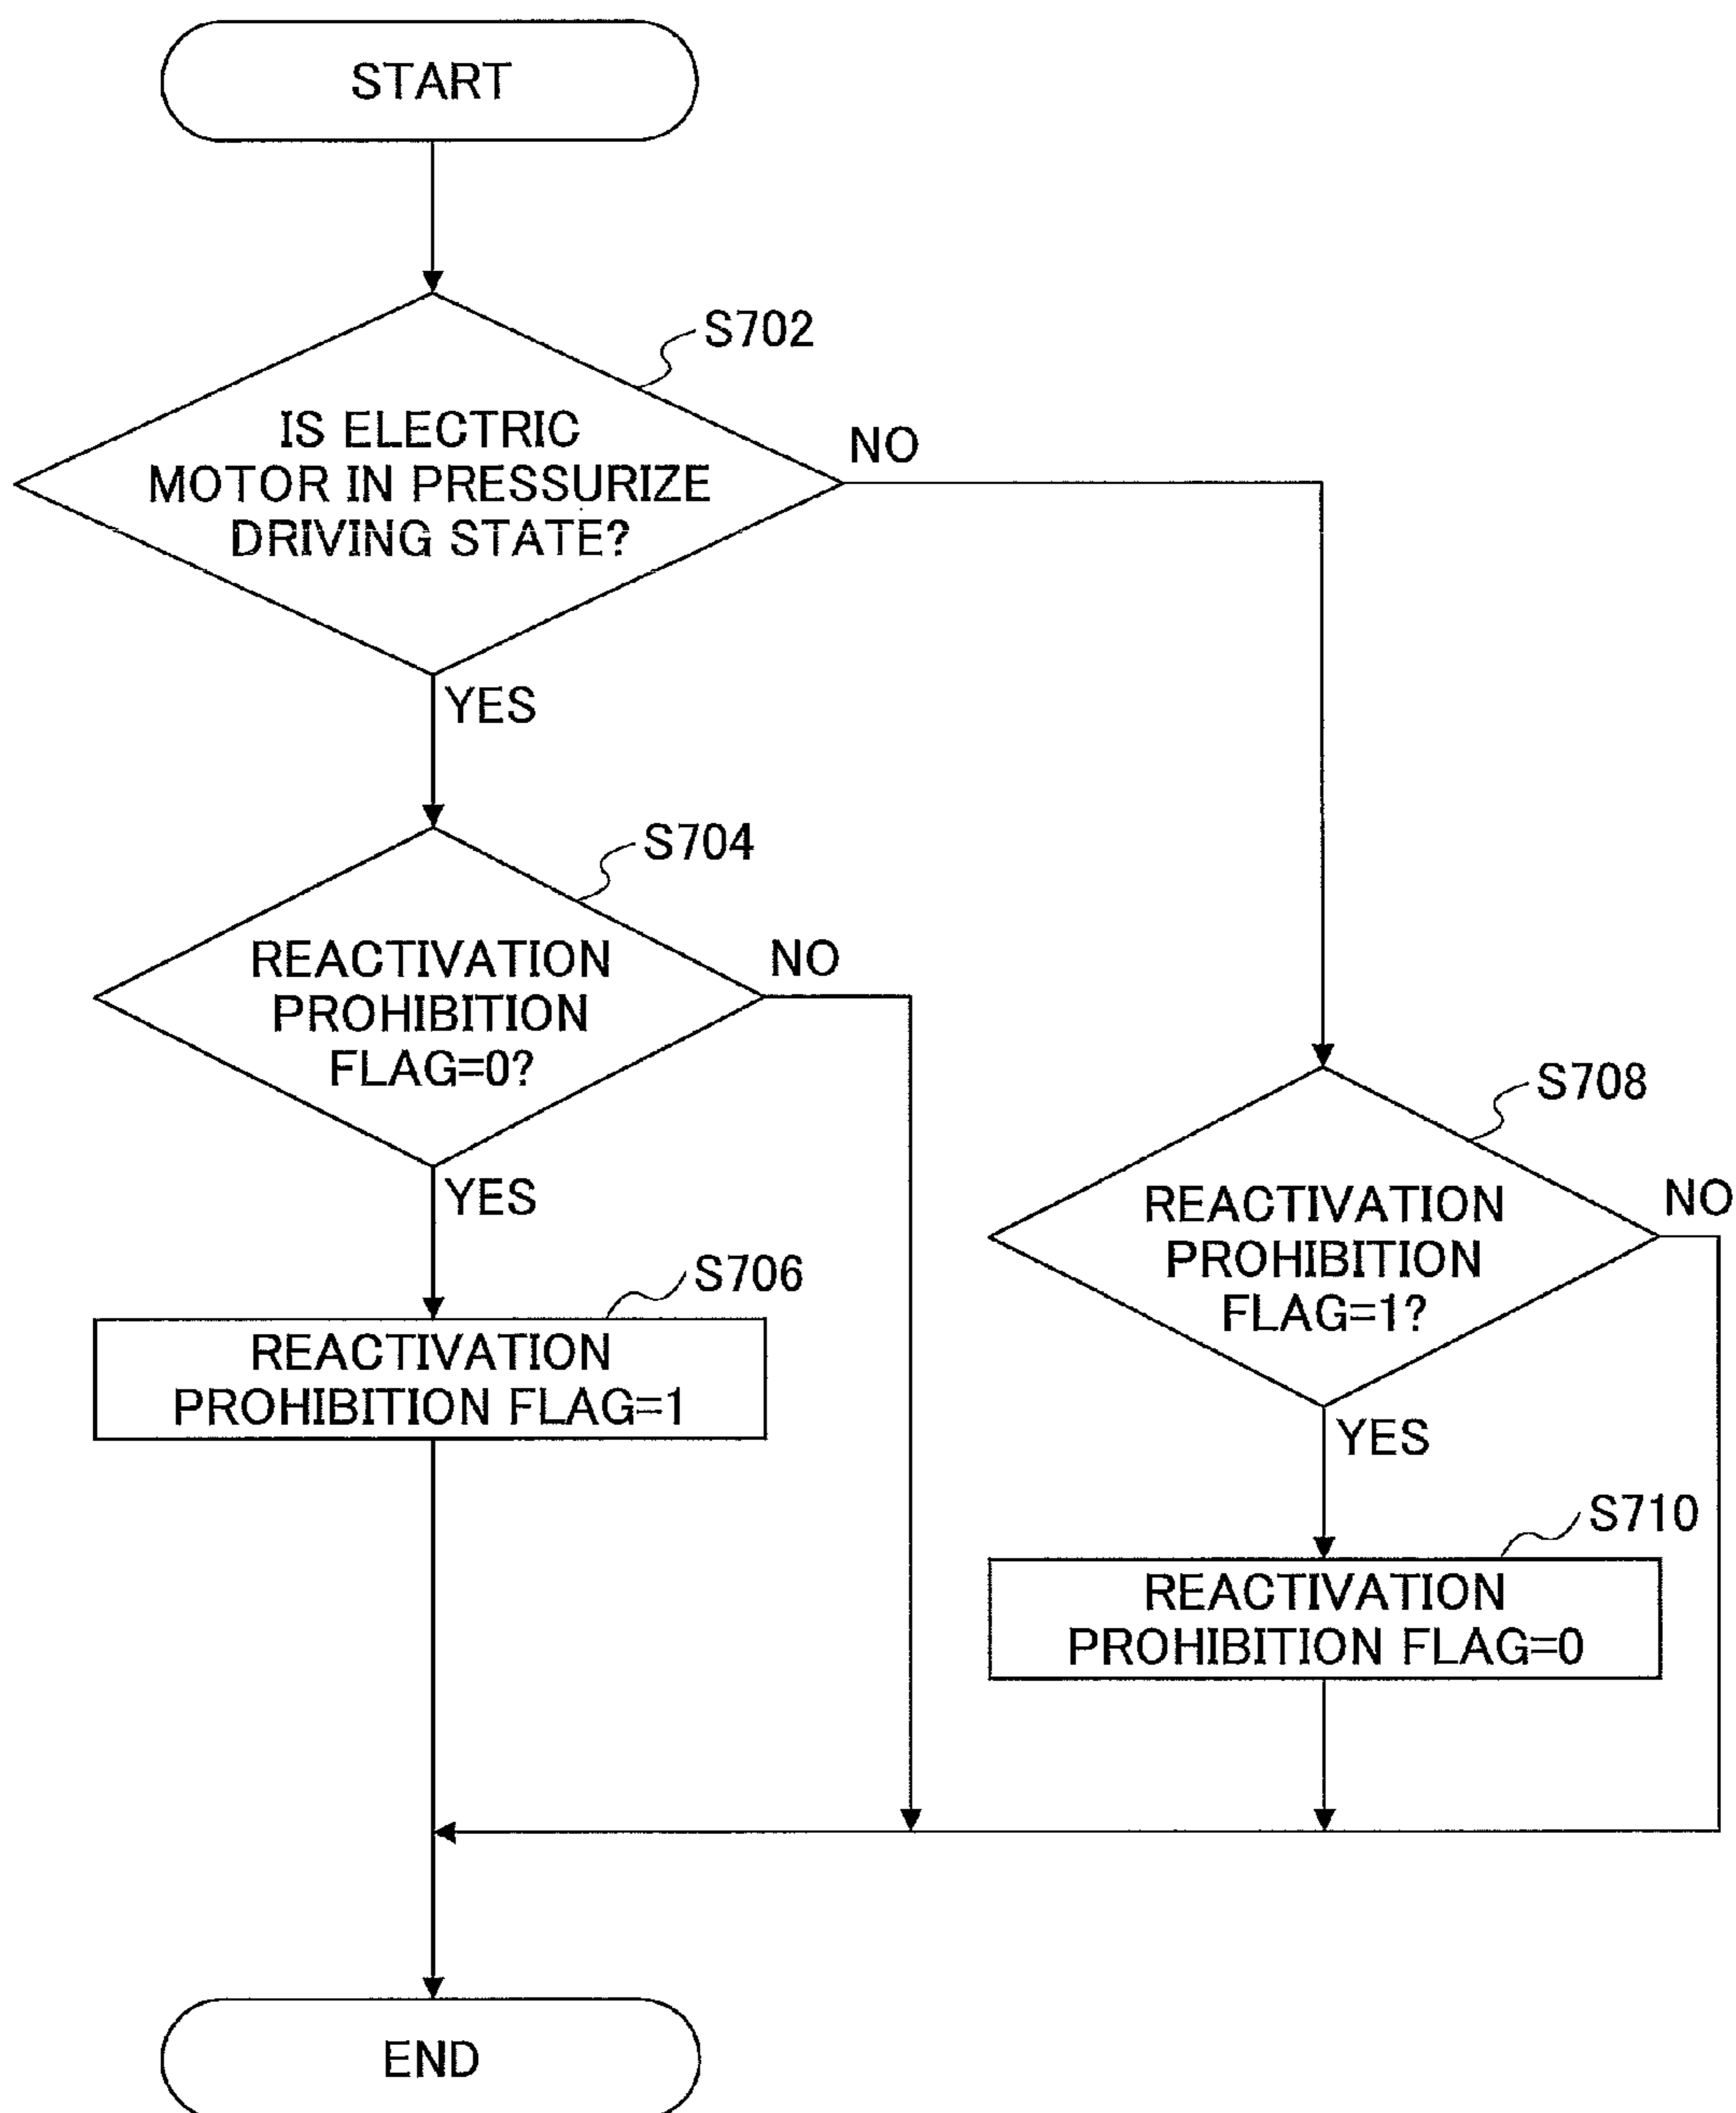 START
S702
IS ELECTRIC
MOTOR IN PRESSURIZE
DRIVING STATE?
NO
YES
S704
REACTIVATION
PROHIBITION
FLAG=0?
NO
YES
S706
REACTIVATION
PROHIBITION FLAG=1
S708
REACTIVATION
PROHIBITION
FLAG=1?
NO
YES
S710
REACTIVATION
PROHIBITION FLAG=0
END